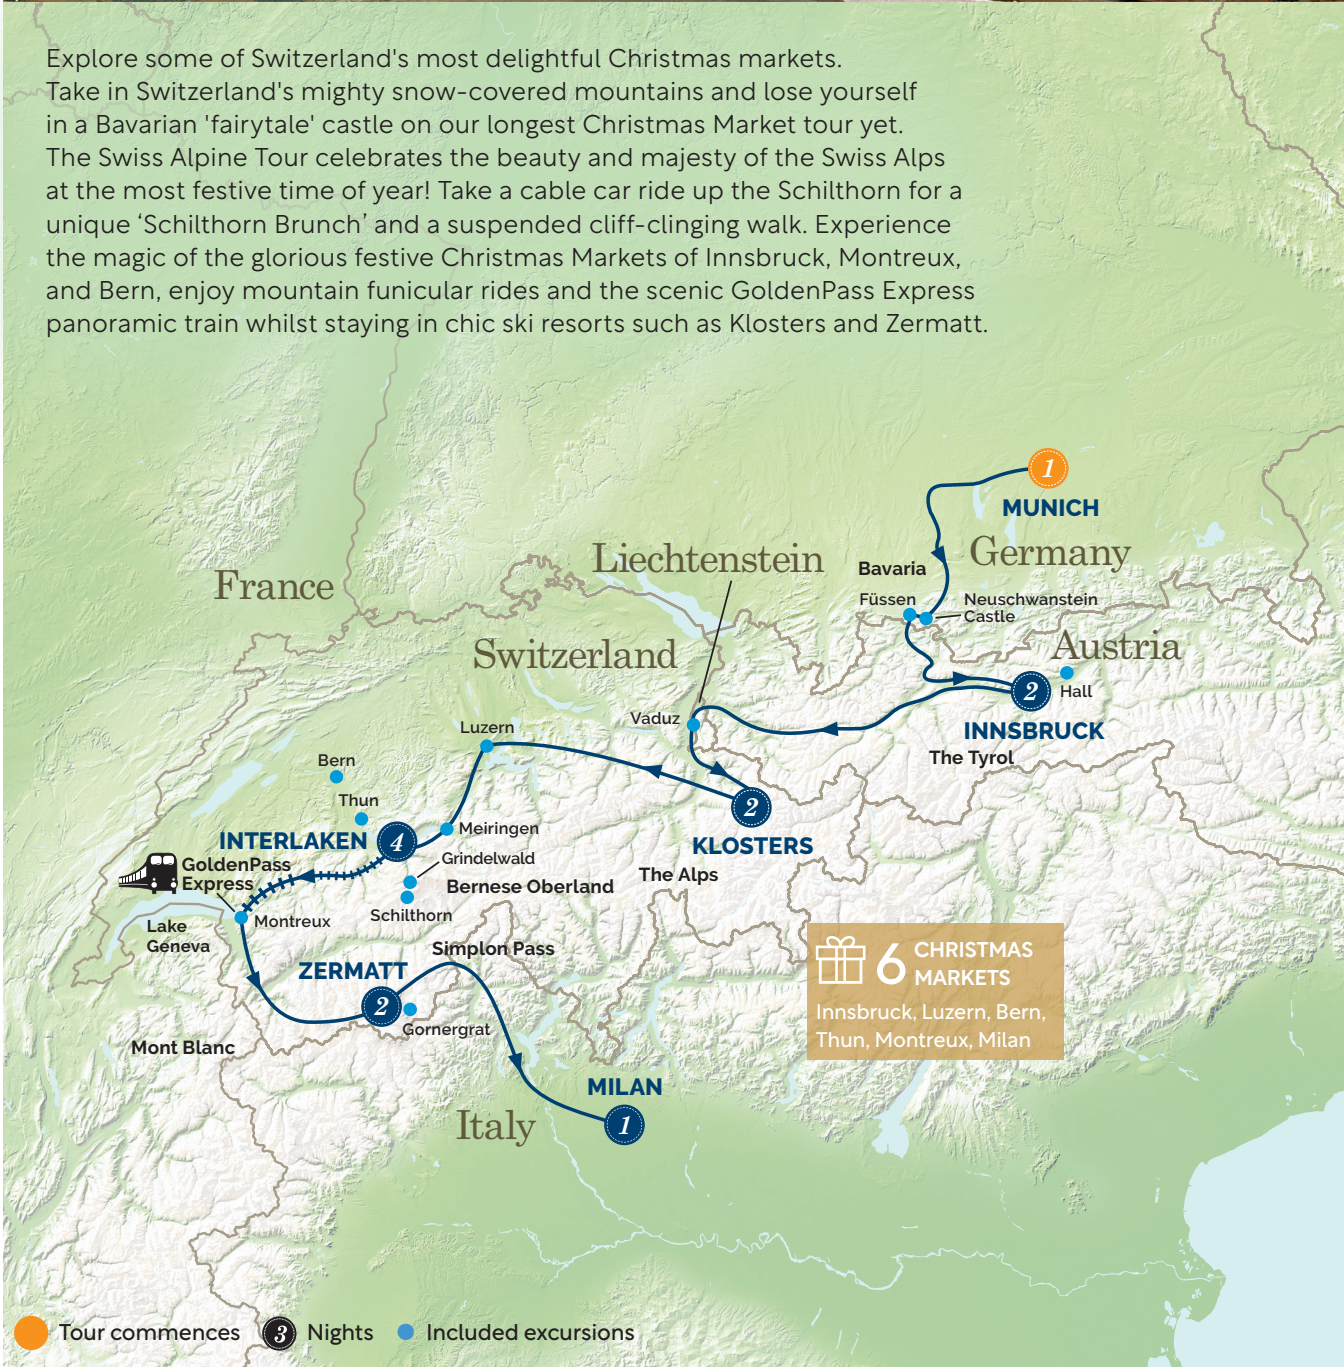 Explore some of Switzerland's most delightful Christmas markets.
Take in Switzerland's mighty snow-covered mountains and lose yourself
in a Bavarian 'fairytale' castle on our longest Christmas Market tour yet.
The Swiss Alpine Tour celebrates the beauty and majesty of the Swiss Alps
at the most festive time of year! Take a cable car ride up the Schilthorn for a
unique ‘Schilthorn Brunch’ and a suspended cliff-clinging walk. Experience
the magic of the glorious festive Christmas Markets of Innsbruck, Montreux,
and Bern, enjoy mountain funicular rides and the scenic GoldenPass Express
panoramic train whilst staying in chic ski resorts such as Klosters and Zermatt.
1
MUNICH
Germany
Liechtenstein
Bavaria
France
Füssen
Neuschwanstein
Castle
Austria
Switzerland
2
Hall
INNSBRUCK
The Tyrol
Vaduz
Luzern
Bern
Thun
2
KLOSTERS
The Alps
INTERLAKEN
4
Meiringen
GoldenPass
Express
Grindelwald
Bernese Oberland
Schilthorn
Montreux
Lake
Geneva
Simplon Pass
ZERMATT
2
Gornergrat
Mont Blanc
6 CHRISTMAS
MARKETS
Innsbruck, Luzern, Bern,
Thun, Montreux, Milan
MILAN
1
Italy
Tour commences
3 Nights
Included excursions